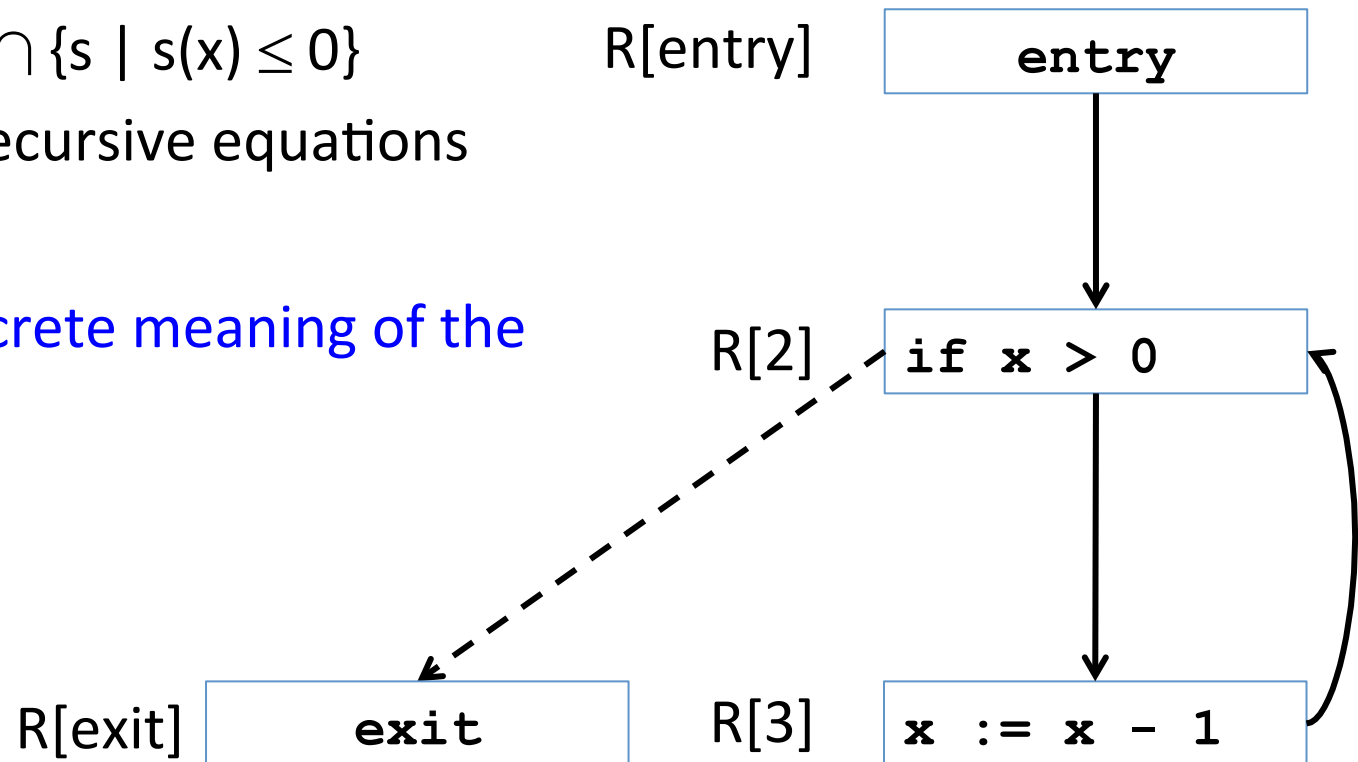 ∩ {s | s(x) ≤ 0}
ecursive equations
crete meaning of the
R[entry]
entry
R[2]
if x > 0
R[exit]
exit
R[3]
x := x - 1